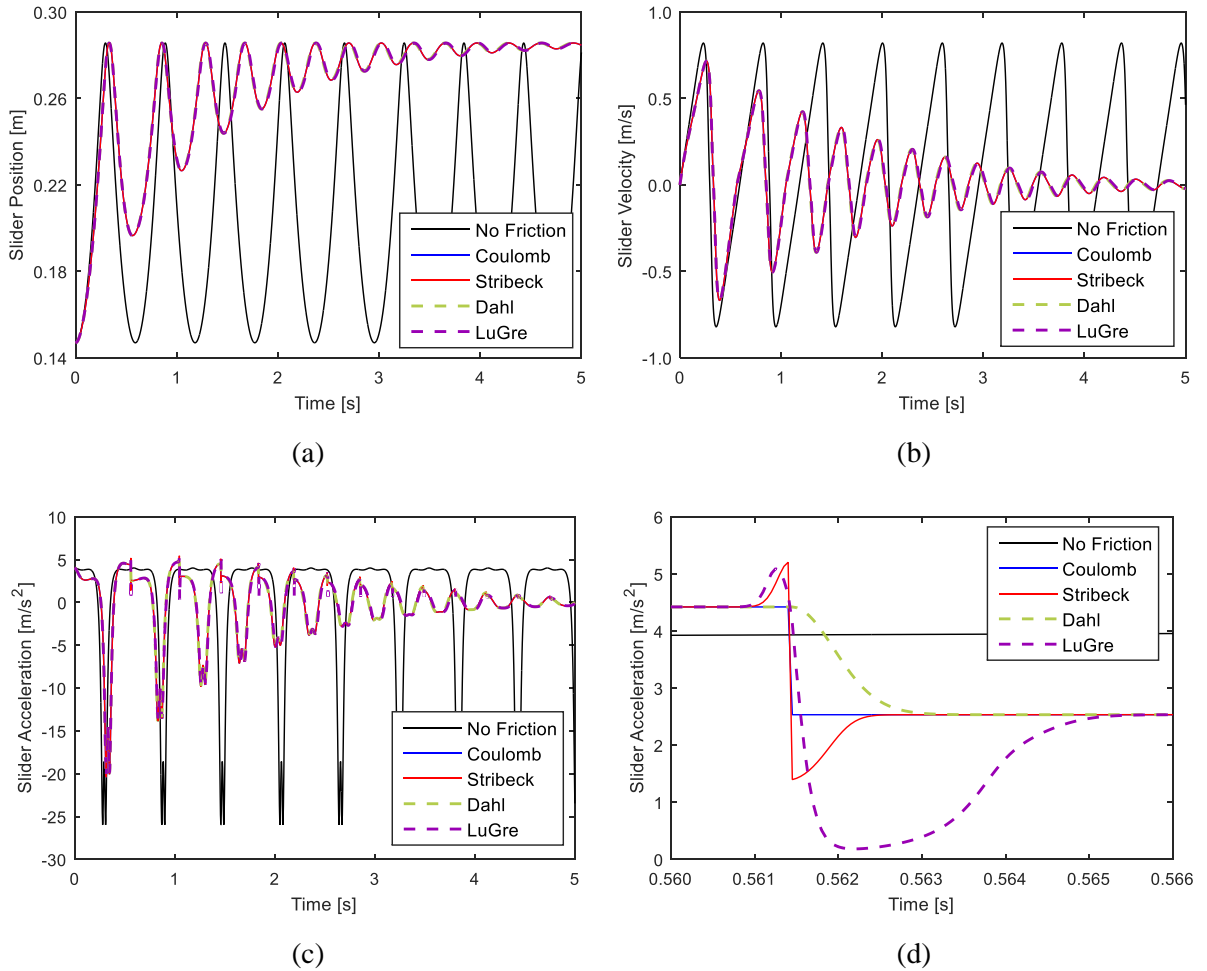 0.30
0.26
0.22
0.18
0.14
Slider Position [m]
0 1 2 3 4 5
Time [s]
No Friction
Coulomb
Stribeck
Dahl
LuGre
(a)
1.0
0.5
0.0
-0.5
-1.0
Slider Velocity [m/s]
0 1 2 3 4 5
Time [s]
No Friction
Coulomb
Stribeck
Dahl
LuGre
(b)
10
5
0
-5
-10
-15
-20
-25
-30
Slider Acceleration [m/s²]
0 1 2 3 4 5
Time [s]
No Friction
Coulomb
Stribeck
Dahl
LuGre
(c)
6
5
4
3
2
1
0
Slider Acceleration [m/s²]
0.560 0.561 0.562 0.563 0.564 0.565 0.566
Time [s]
No Friction
Coulomb
Stribeck
Dahl
LuGre
(d)